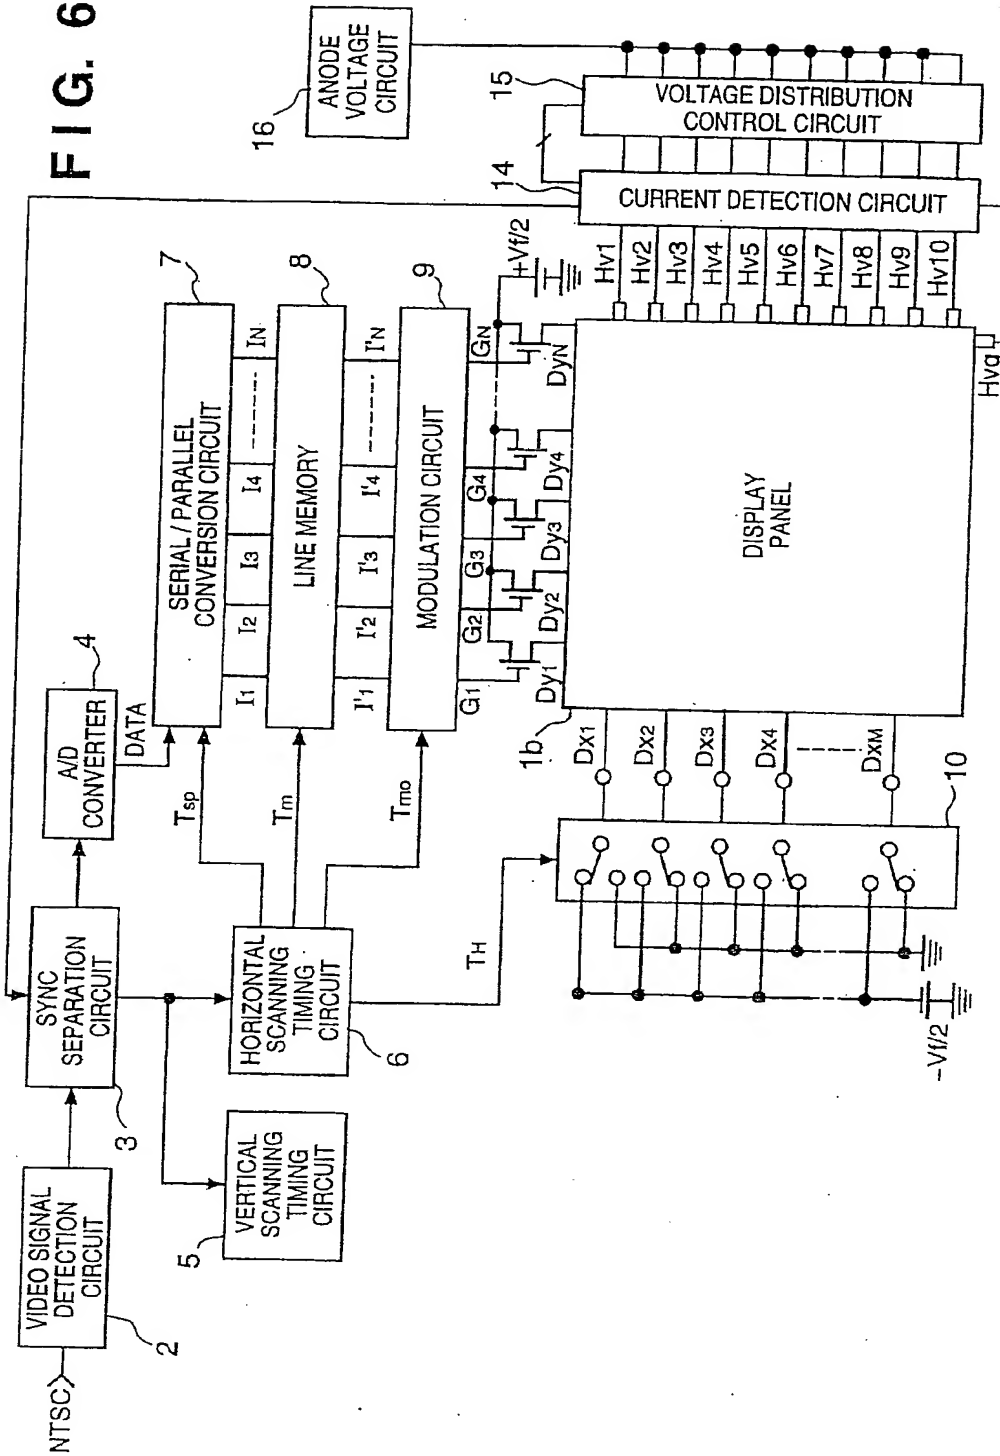 FIG. 6
NTSC
VIDEO SIGNAL
DETECTION
CIRCUIT
2
SYNC
SEPARATION
CIRCUIT
3
A/D
CONVERTER
4
DATA
VERTICAL
SCANNING
TIMING
CIRCUIT
5
HORIZONTAL
SCANNING
TIMING
CIRCUIT
6
Tsp
Tm
Tmo
TH
SERIAL/PARALLEL
CONVERSION CIRCUIT
7
I1 I2 I3 I4 IN
LINE MEMORY
8
I'1 I'2 I'3 I'4 I'N
MODULATION CIRCUIT
9
G1 G2 G3 G4 GN
+Vf/2
Dy1 Dy2 Dy3 Dy4 DyN
1b
DISPLAY
PANEL
Dx1
Dx2
Dx3
Dx4
DxM
10
-Vf/2
Hv1
Hv2
Hv3
Hv4
Hv5
Hv6
Hv7
Hv8
Hv9
Hv10
Hva
CURRENT DETECTION CIRCUIT
14
VOLTAGE DISTRIBUTION
CONTROL CIRCUIT
15
ANODE
VOLTAGE
CIRCUIT
16